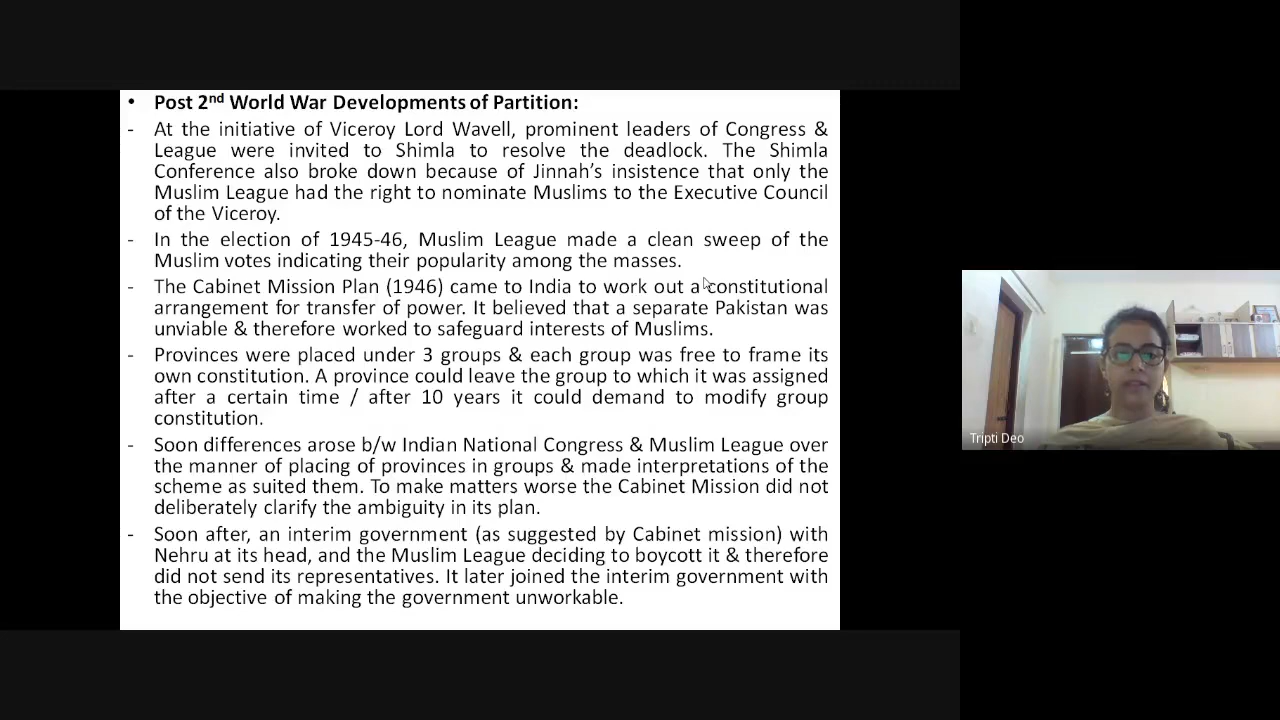 • Post 2nd World War Developments of Partition:
- At the initiative of Viceroy Lord Wavell, prominent leaders of Congress &
League were invited to Shimla to resolve the deadlock. The Shimla
Conference also broke down because of Jinnah's insistence that only the
Muslim League had the right to nominate Muslims to the Executive Council
of the Viceroy.
- In the election of 1945-46, Muslim League made a clean sweep of the
Muslim votes indicating their popularity among the masses.
- The Cabinet Mission Plan (1946) came to India to work out a constitutional
arrangement for transfer of power. It believed that a separate Pakistan was
unviable & therefore worked to safeguard interests of Muslims.
- Provinces were placed under 3 groups & each group was free to frame its
own constitution. A province could leave the group to which it was assigned
after a certain time / after 10 years it could demand to modify group
constitution.
- Soon differences arose b/w Indian National Congress & Muslim League over
the manner of placing of provinces in groups & made interpretations of the
scheme as suited them. To make matters worse the Cabinet Mission did not
deliberately clarify the ambiguity in its plan.
- Soon after, an interim government (as suggested by Cabinet mission) with
Nehru at its head, and the Muslim League deciding to boycott it & therefore
did not send its representatives. It later joined the interim government with
the objective of making the government unworkable.
Tripti Deo